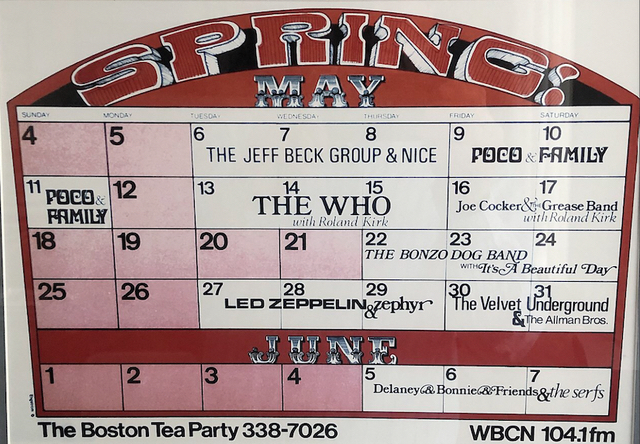 SPRING!
MAY
SUNDAY MONDAY TUESDAY WEDNESDAY THURSDAY FRIDAY SATURDAY
4 5 6 7 8 9 10
THE JEFF BECK GROUP & NICE POCO & FAMILY
11 12 13 14 15 16 17
POCO & FAMILY
THE WHO
with Roland Kirk
Joe Cocker & the Grease Band
with Roland Kirk
18 19 20 21 22 23 24
THE BONZO DOG BAND
WITH It's A Beautiful Day
25 26 27 28 29 30 31
LED ZEPPELIN & zephyr
The Velvet Underground
& The Allman Bros.
JUNE
1 2 3 4 5 6 7
Delaney & Bonnie & Friends & the serfs
The Boston Tea Party 338-7026 WBCN 104.1fm